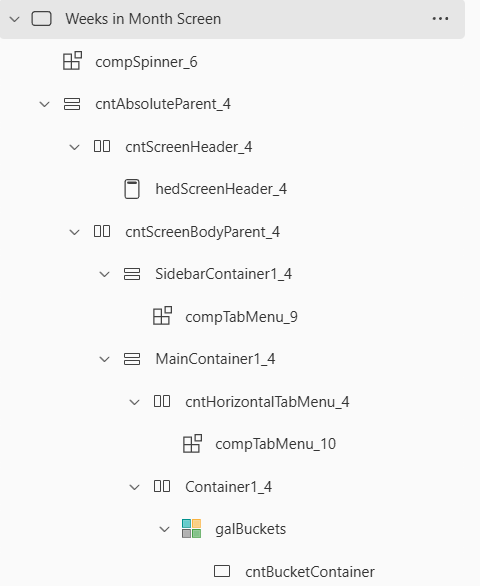 Weeks in Month Screen
compSpinner_6
cntAbsoluteParent_4
cntScreenHeader_4
hedScreenHeader_4
cntScreenBodyParent_4
SidebarContainer1_4
compTabMenu_9
MainContainer1_4
cntHorizontalTabMenu_4
compTabMenu_10
Container1_4
galBuckets
cntBucketContainer